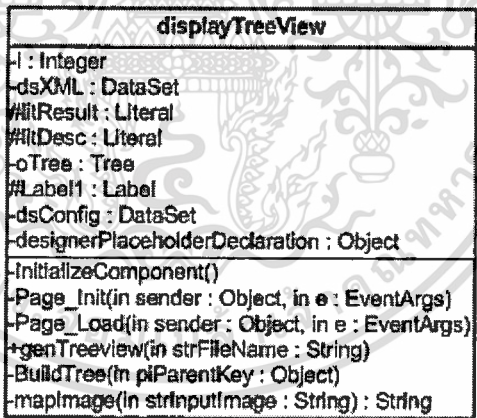 displayTreeView
-I : Integer
-dsXML : DataSet
#litResult : Literal
#litDesc : Literal
-oTree : Tree
#Label1 : Label
-dsConfig : DataSet
-designerPlaceholderDeclaration : Object
-InitializeComponent()
-Page_Init(in sender : Object, in e : EventArgs)
-Page_Load(in sender : Object, in e : EventArgs)
+genTreeview(in strFileName : String)
-BuildTree(in piParentKey : Object)
-mapImage(in strInputImage : String) : String